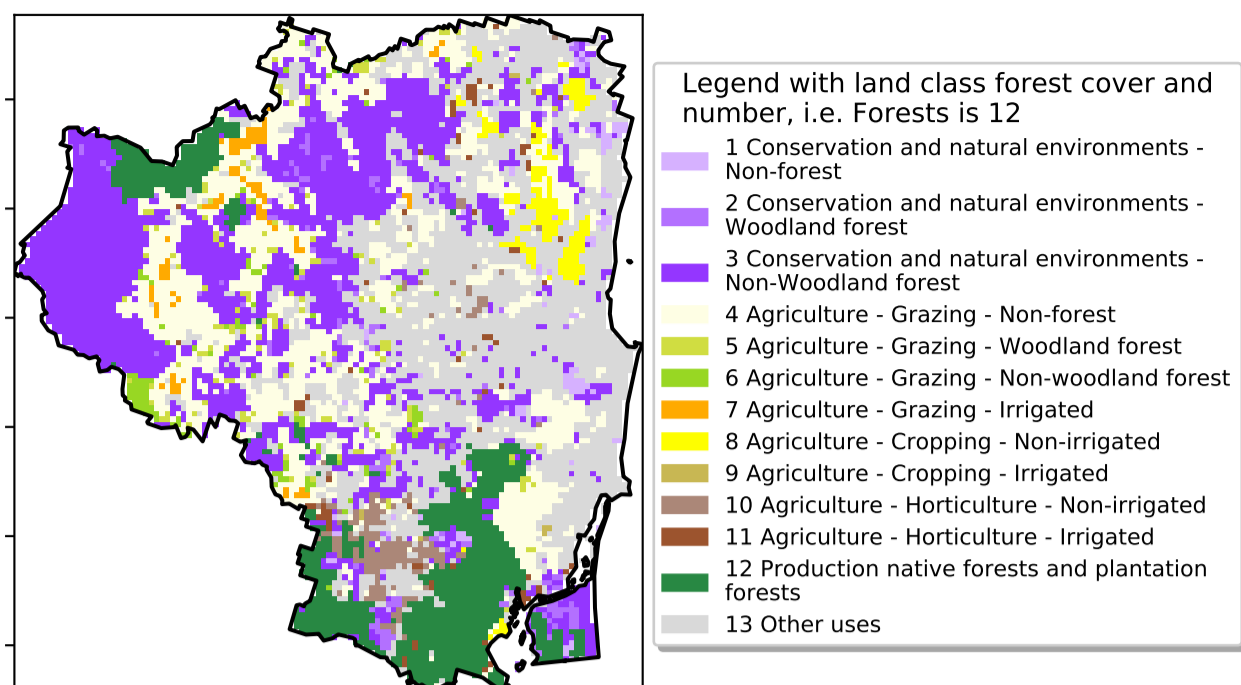 Legend with land class forest cover and
number, i.e. Forests is 12
1 Conservation and natural environments -
Non-forest
2 Conservation and natural environments -
Woodland forest
3 Conservation and natural environments -
Non-Woodland forest
4 Agriculture - Grazing - Non-forest
5 Agriculture - Grazing - Woodland forest
6 Agriculture - Grazing - Non-woodland forest
7 Agriculture - Grazing - Irrigated
8 Agriculture - Cropping - Non-irrigated
9 Agriculture - Cropping - Irrigated
10 Agriculture - Horticulture - Non-irrigated
11 Agriculture - Horticulture - Irrigated
12 Production native forests and plantation
forests
13 Other uses